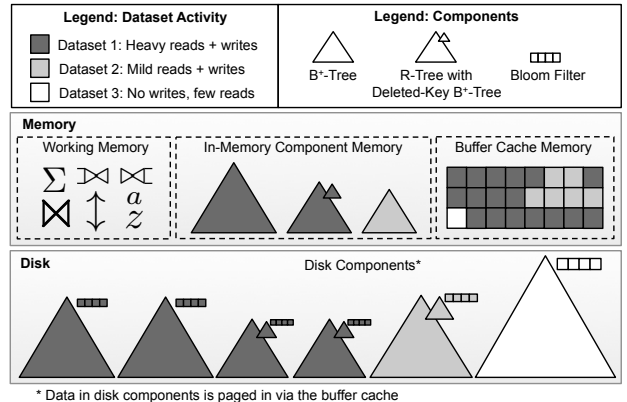 Legend: Dataset Activity
Dataset 1: Heavy reads + writes
Dataset 2: Mild reads + writes
Dataset 3: No writes, few reads
Legend: Components
B⁺-Tree
R-Tree with
Deleted-Key B⁺-Tree
Bloom Filter
Memory
Working Memory
Σ ⟕ ⟖
⋈ ↕ a
z
In-Memory Component Memory
Buffer Cache Memory
Disk
Disk Components*
* Data in disk components is paged in via the buffer cache